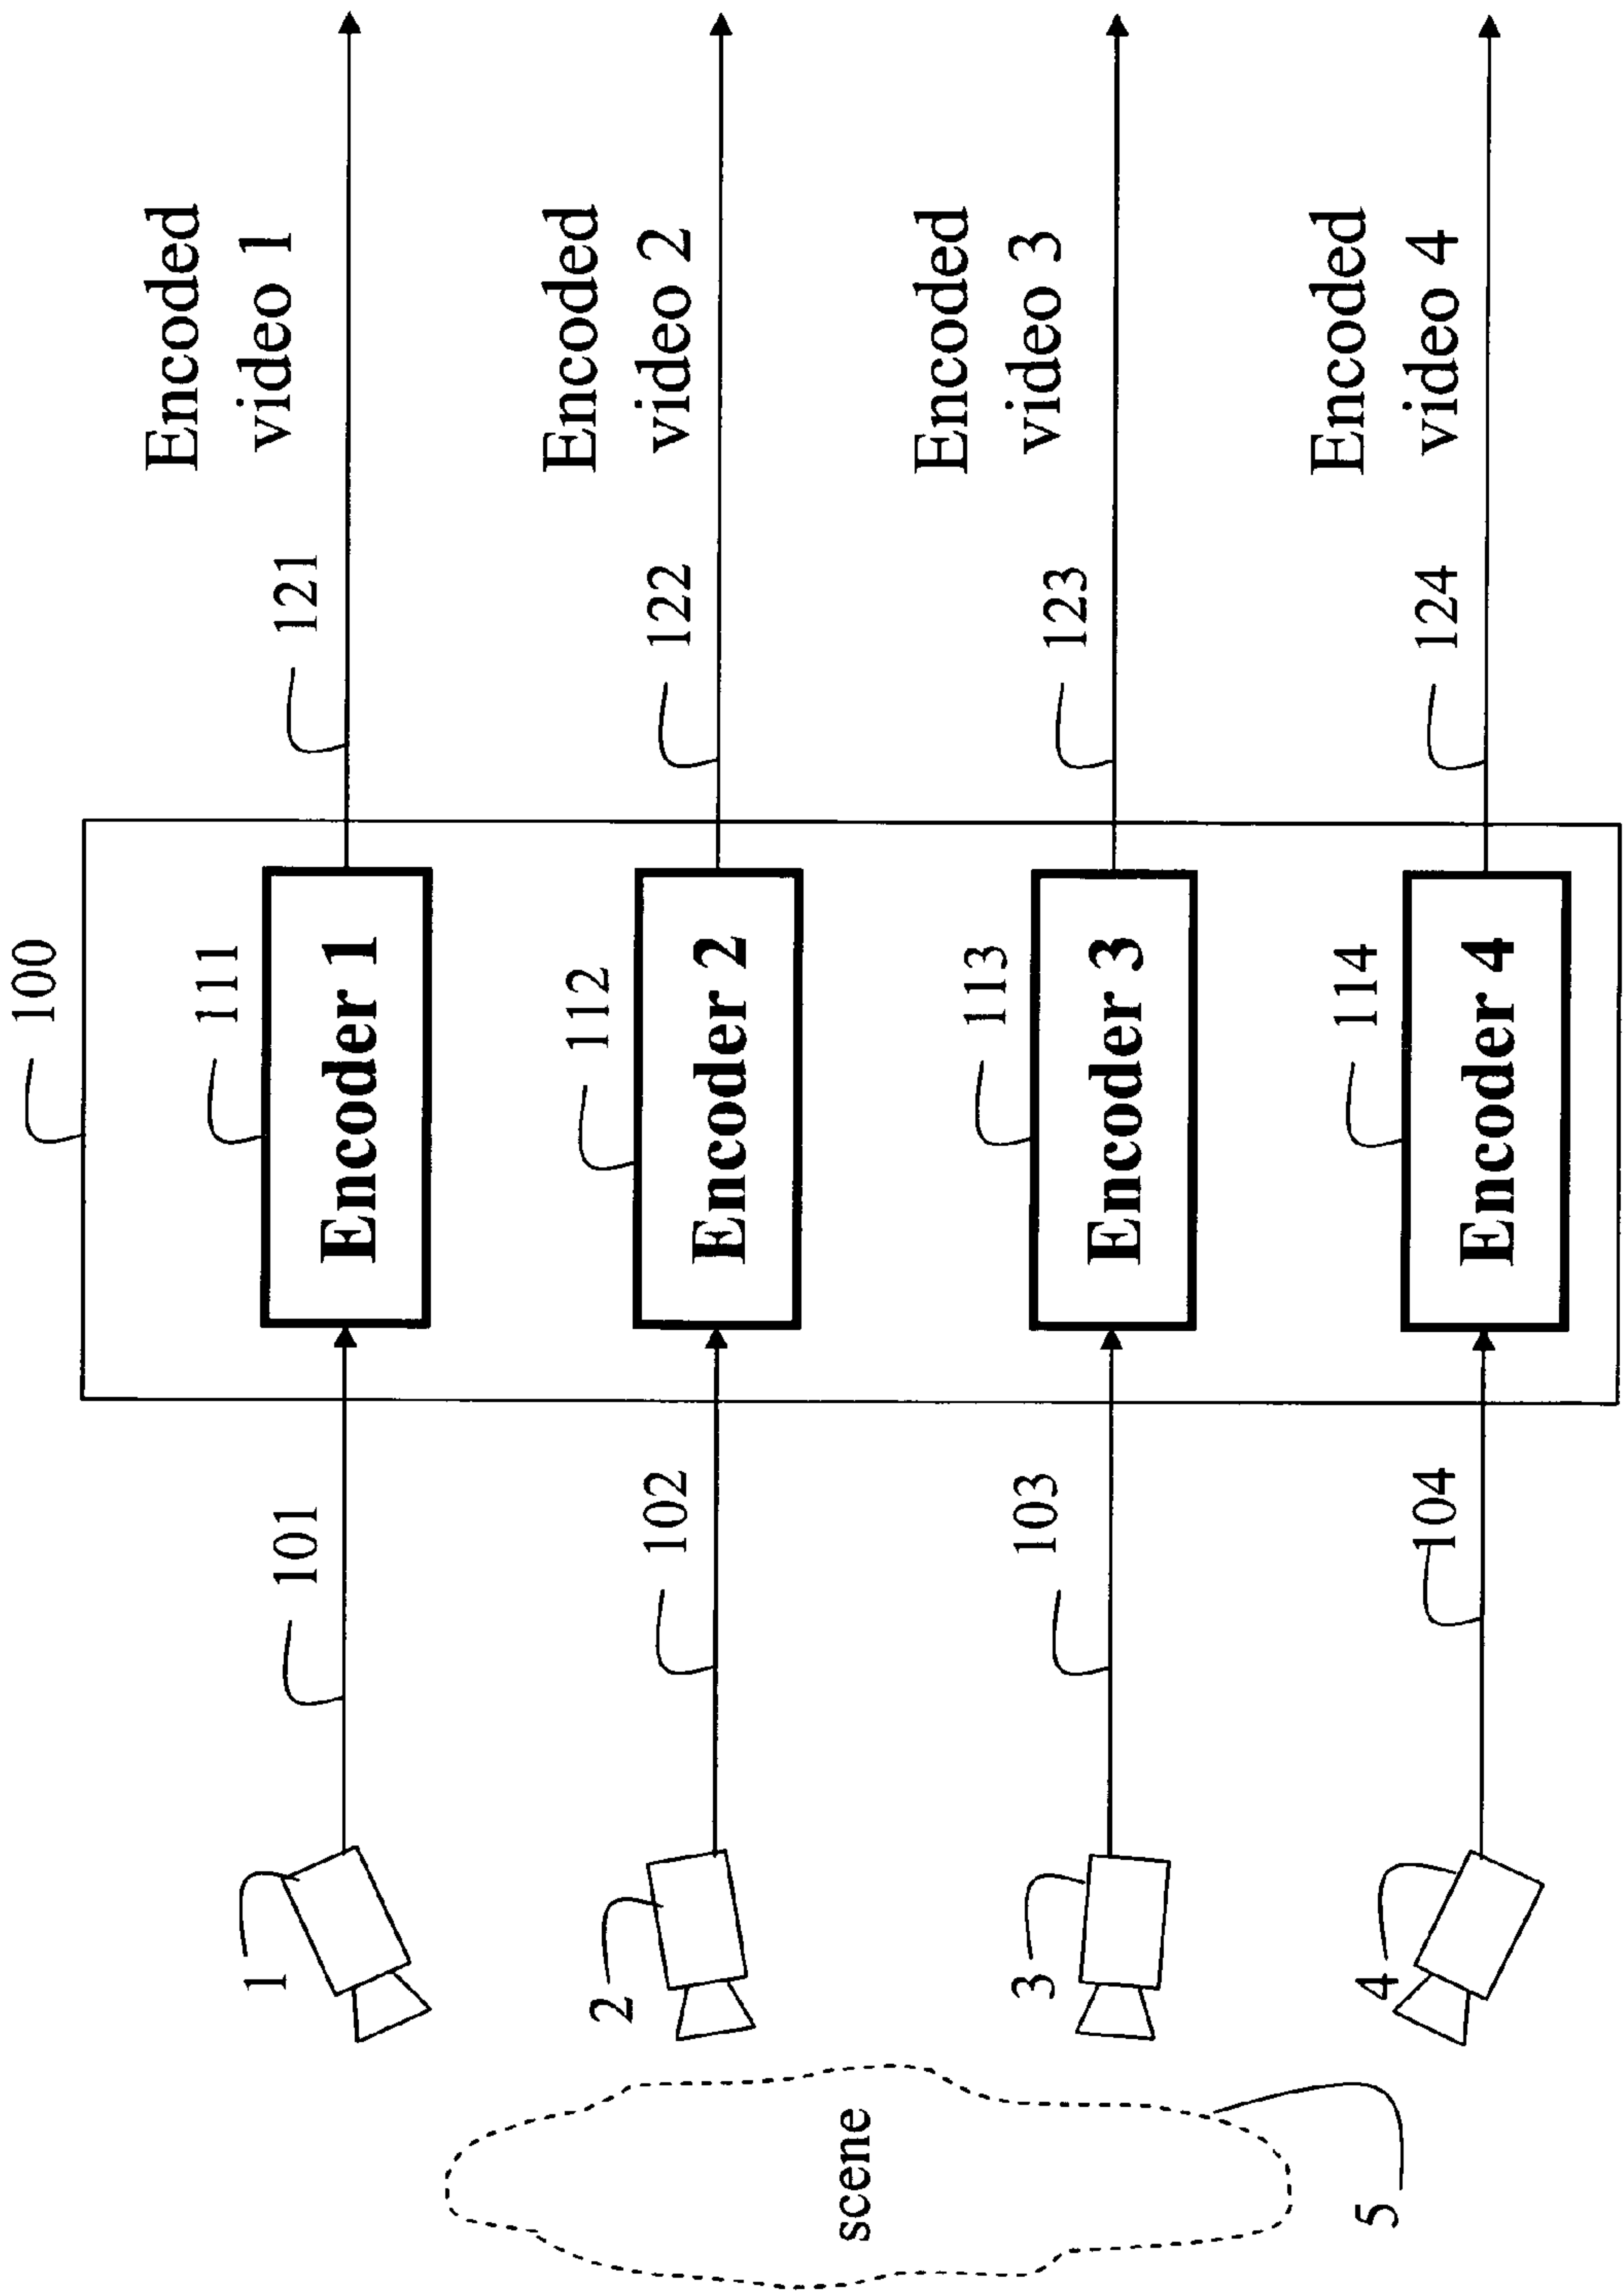 100
1
101
111
Encoder 1
121
Encoded
video 1
2
102
112
Encoder 2
122
Encoded
video 2
scene
3
103
113
Encoder 3
123
Encoded
video 3
5
4
104
114
Encoder 4
124
Encoded
video 4